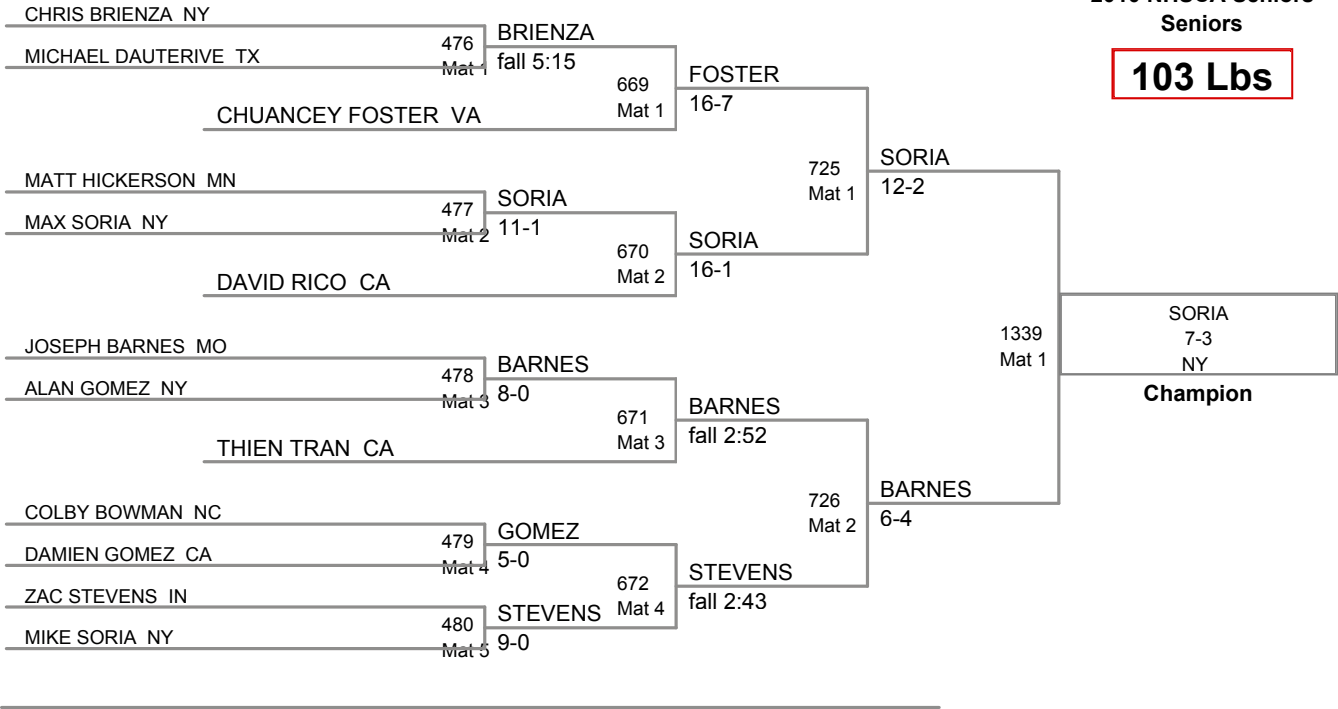 Seniors
103 Lbs
CHRIS BRIENZA NY
MICHAEL DAUTERIVE TX
476
Mat 1
BRIENZA
fall 5:15
CHUANCEY FOSTER VA
669
Mat 1
FOSTER
16-7
MATT HICKERSON MN
MAX SORIA NY
477
Mat 2
SORIA
11-1
DAVID RICO CA
670
Mat 2
SORIA
16-1
725
Mat 1
SORIA
12-2
JOSEPH BARNES MO
ALAN GOMEZ NY
478
Mat 3
BARNES
8-0
THIEN TRAN CA
671
Mat 3
BARNES
fall 2:52
COLBY BOWMAN NC
DAMIEN GOMEZ CA
479
Mat 4
GOMEZ
5-0
ZAC STEVENS IN
MIKE SORIA NY
480
Mat 5
STEVENS
9-0
672
Mat 4
STEVENS
fall 2:43
726
Mat 2
BARNES
6-4
1339
Mat 1
SORIA
7-3
NY
Champion